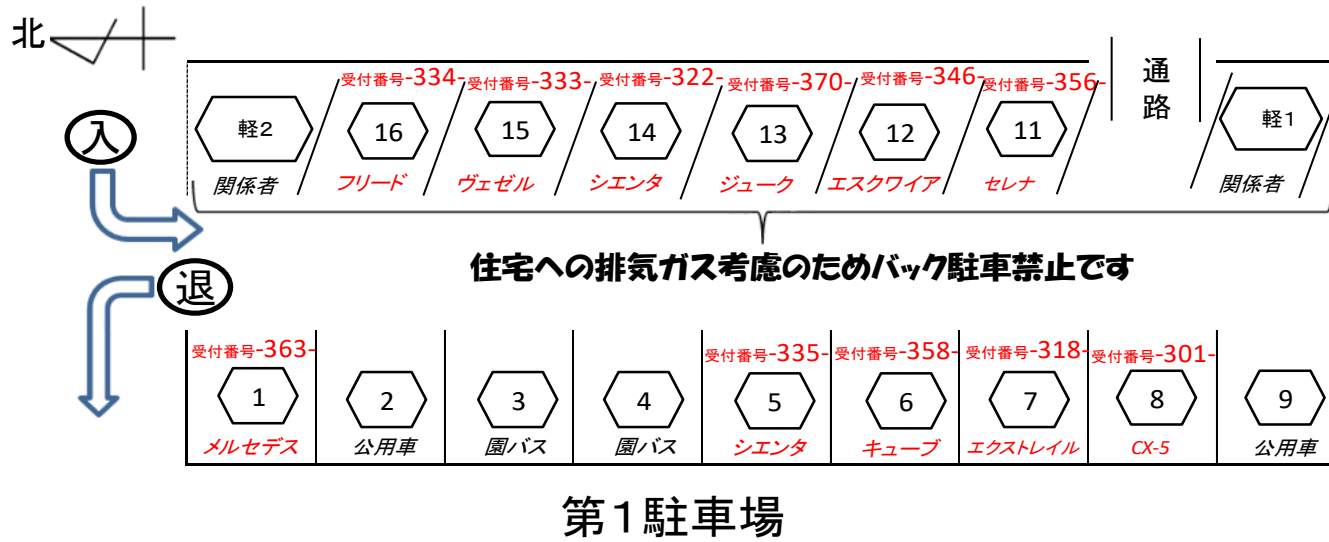 北
通
路
受付番号-334-
受付番号-333-
受付番号-322-
受付番号-370-
受付番号-346-
受付番号-356-
入
軽2
16
15
14
13
12
11
軽1
関係者
フリード
ヴェゼル
シエンタ
ジューク
エスクワイア
セレナ
関係者
住宅への排気ガス考慮のためバック駐車禁止です
退
受付番号-363-
受付番号-335-
受付番号-358-
受付番号-318-
受付番号-301-
1
2
3
4
5
6
7
8
9
メルセデス
公用車
園バス
園バス
シエンタ
キューブ
エクストレイル
CX-5
公用車
第1駐車場